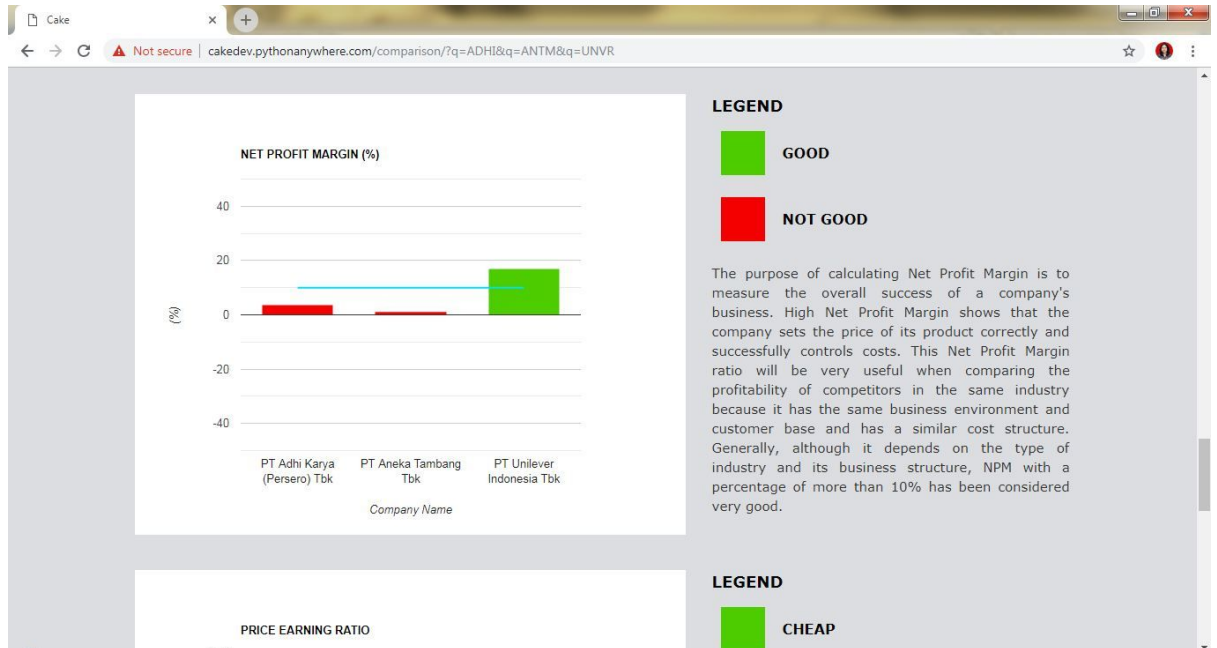 Cake
Not secure
cakedev.pythonanywhere.com/comparison/?q=ADHI&q=ANTM&q=UNVR
NET PROFIT MARGIN (%)
40
20
0
-20
-40
(%)
PT Adhi Karya
(Persero) Tbk
PT Aneka Tambang
Tbk
PT Unilever
Indonesia Tbk
Company Name
LEGEND
GOOD
NOT GOOD
The purpose of calculating Net Profit Margin is to
measure the overall success of a company's
business. High Net Profit Margin shows that the
company sets the price of its product correctly and
successfully controls costs. This Net Profit Margin
ratio will be very useful when comparing the
profitability of competitors in the same industry
because it has the same business environment and
customer base and has a similar cost structure.
Generally, although it depends on the type of
industry and its business structure, NPM with a
percentage of more than 10% has been considered
very good.
PRICE EARNING RATIO
LEGEND
CHEAP